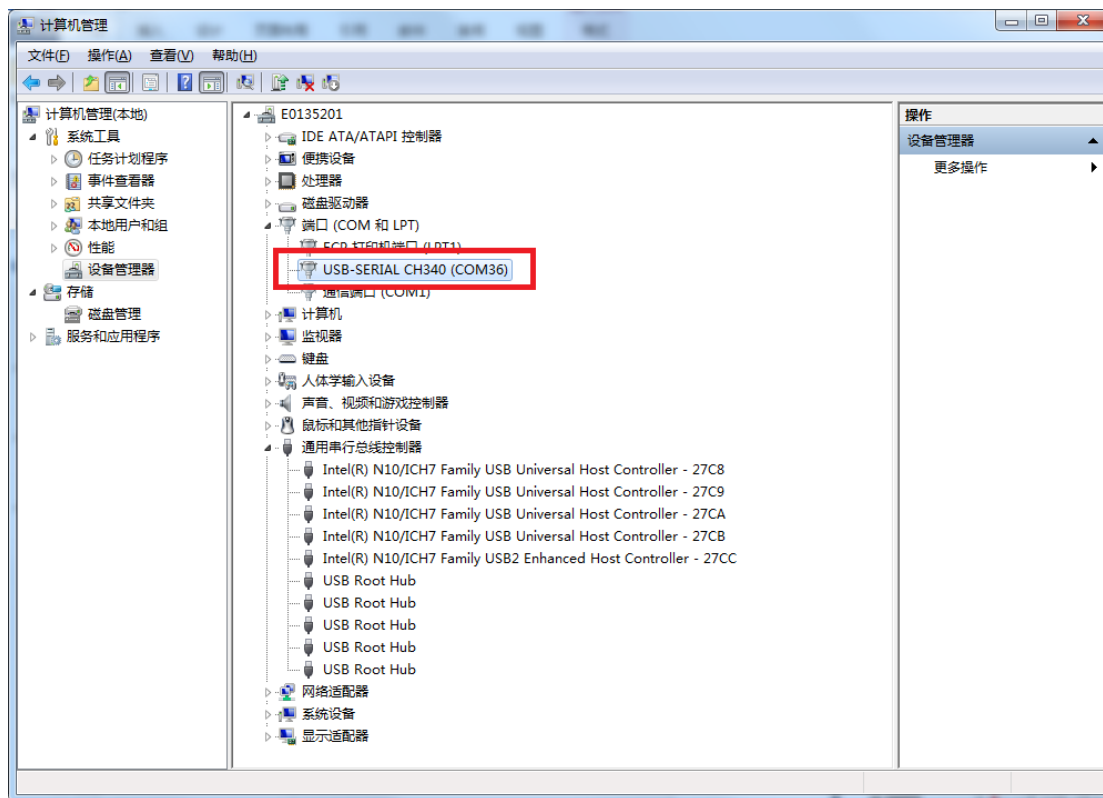 计算机管理
文件(F) 操作(A) 查看(V) 帮助(H)
计算机管理(本地)
系统工具
任务计划程序
事件查看器
共享文件夹
本地用户和组
性能
设备管理器
存储
磁盘管理
服务和应用程序
E0135201
IDE ATA/ATAPI 控制器
便携设备
处理器
磁盘驱动器
端口 (COM 和 LPT)
ECP 打印机端口 (LPT1)
USB-SERIAL CH340 (COM36)
通信端口 (COM1)
计算机
监视器
键盘
人体学输入设备
声音、视频和游戏控制器
鼠标和其他指针设备
通用串行总线控制器
Intel(R) N10/ICH7 Family USB Universal Host Controller - 27C8
Intel(R) N10/ICH7 Family USB Universal Host Controller - 27C9
Intel(R) N10/ICH7 Family USB Universal Host Controller - 27CA
Intel(R) N10/ICH7 Family USB Universal Host Controller - 27CB
Intel(R) N10/ICH7 Family USB2 Enhanced Host Controller - 27CC
USB Root Hub
USB Root Hub
USB Root Hub
USB Root Hub
USB Root Hub
网络适配器
系统设备
显示适配器
操作
设备管理器
更多操作